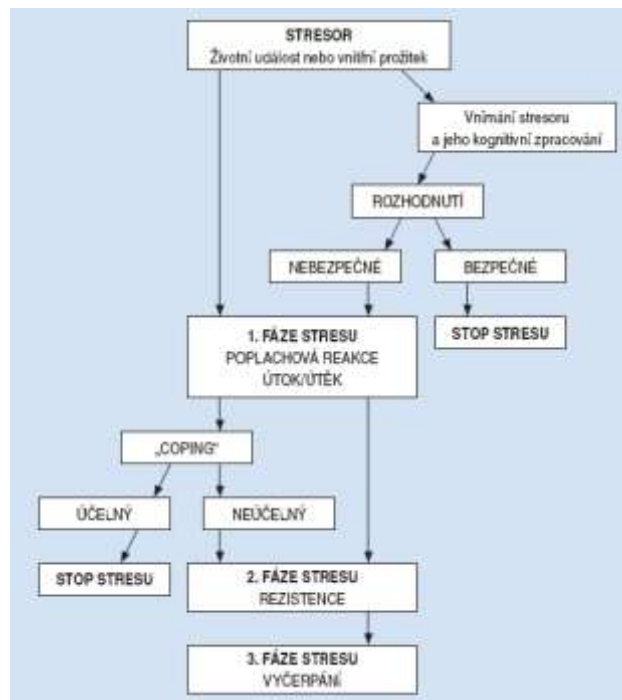 STRESOR
Životní událost nebo vnitřní prožitek
Vnímání stresoru
a jeho kognitivní zpracování
ROZHODNUTÍ
NEBEZPEČNÉ
BEZPEČNÉ
1. FÁZE STRESU
POPLACHOVÁ REAKCE
ÚTOK/ÚTĚK
STOP STRESU
„COPING“
ÚČELNÝ
NEÚČELNÝ
STOP STRESU
2. FÁZE STRESU
REZISTENCE
3. FÁZE STRESU
VYČERPÁNÍ